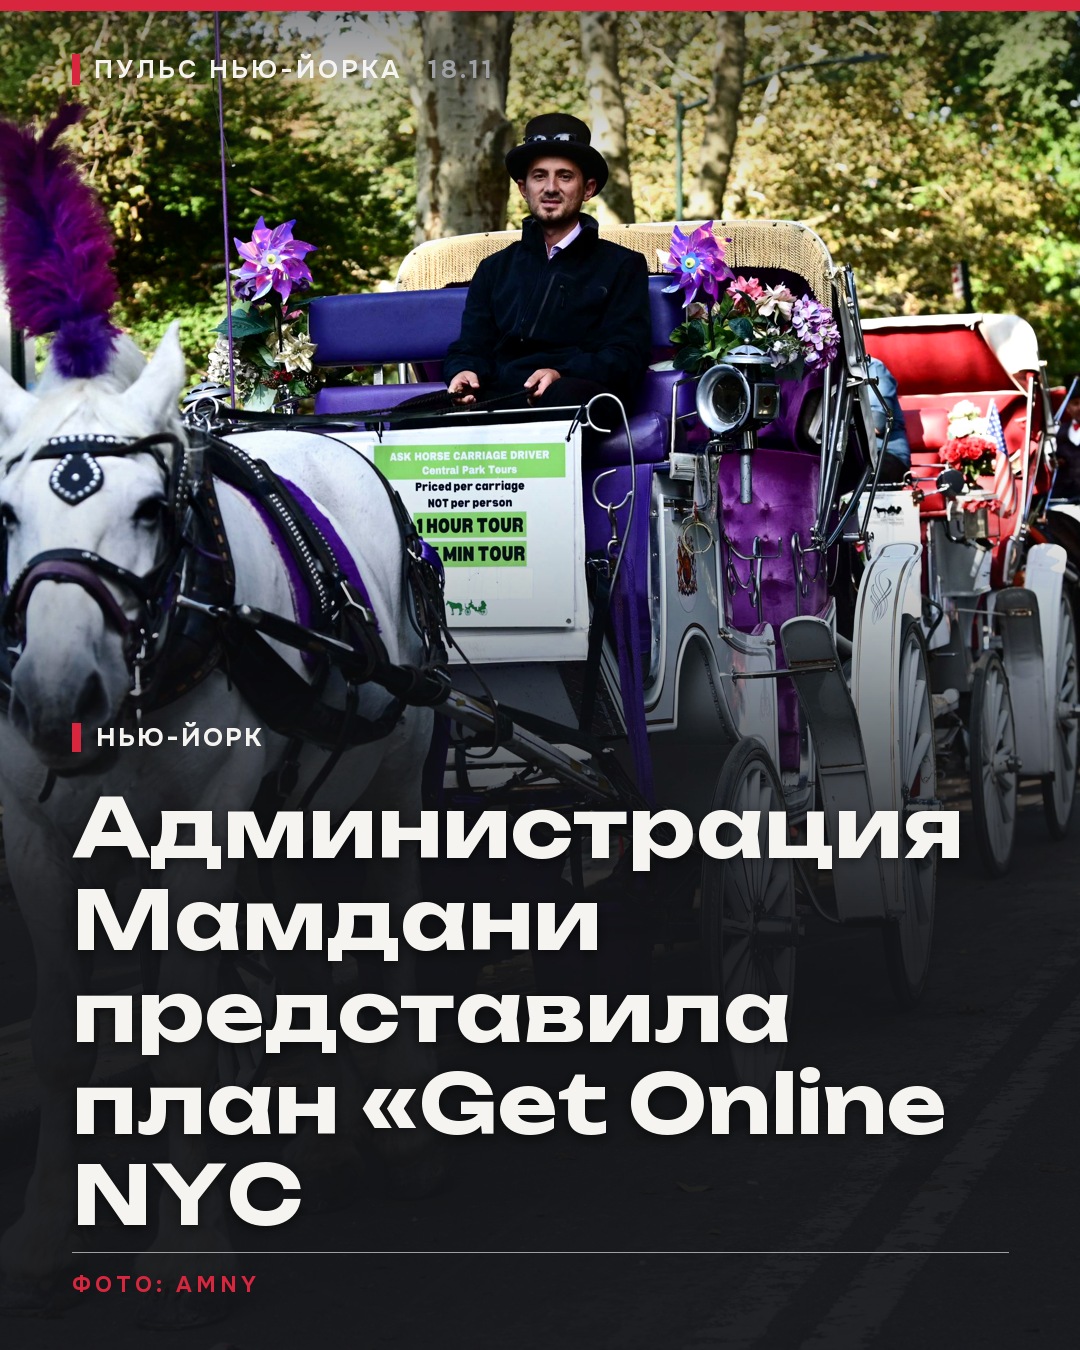 ПУЛЬС НЬЮ-ЙОРКА 18.11
ASK HORSE CARRIAGE DRIVER
Central Park Tours
Priced per carriage
NOT per person
1 HOUR TOUR
MIN TOUR
НЬЮ-ЙОРК
Администрация
Мамдани
представила
план «Get Online
NYC
ФОТО: AMNY